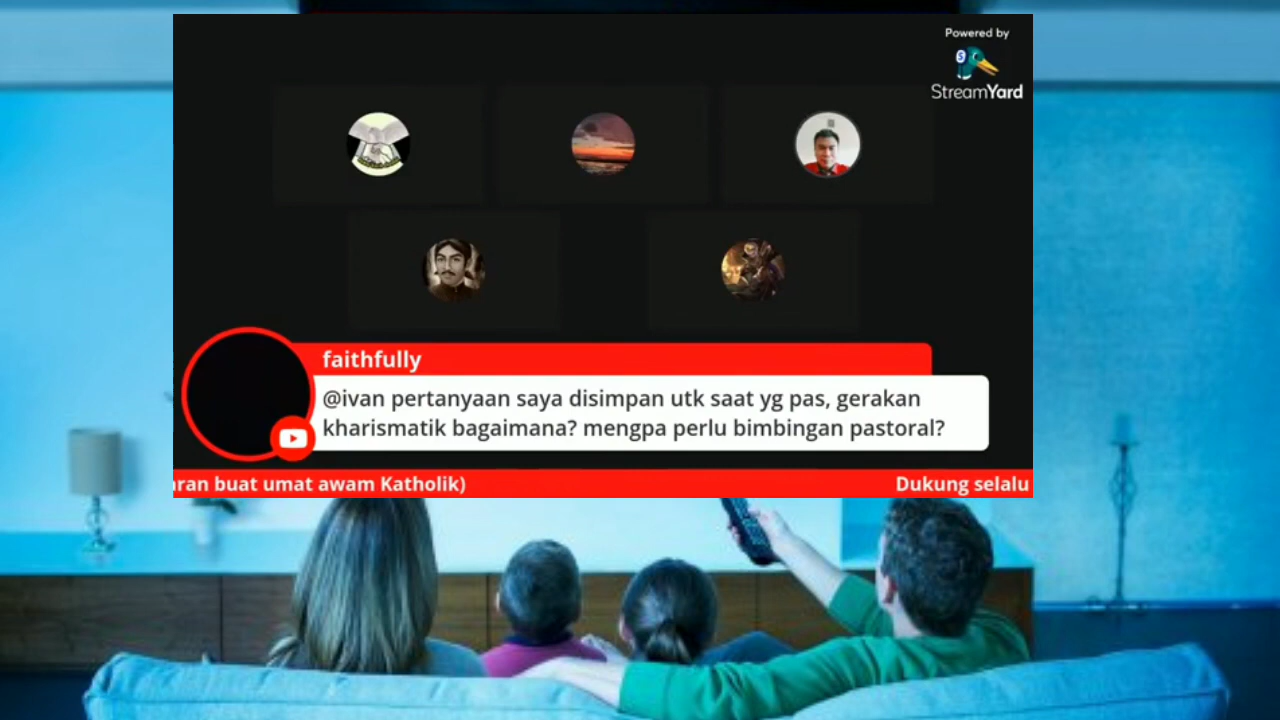 Powered by
StreamYard
faithfully
@ivan pertanyaan saya disimpan utk saat yg pas, gerakan
kharismatik bagaimana? mengpa perlu bimbingan pastoral?
buat umat awam Katholik) Dukung selalu